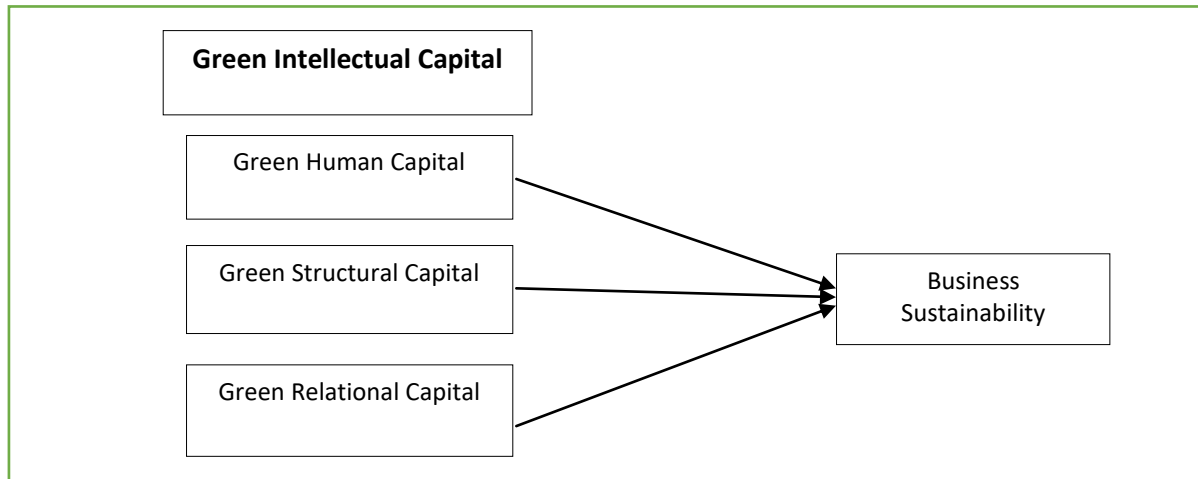 Green Intellectual Capital
Green Human Capital
Green Structural Capital
Green Relational Capital
Business
Sustainability